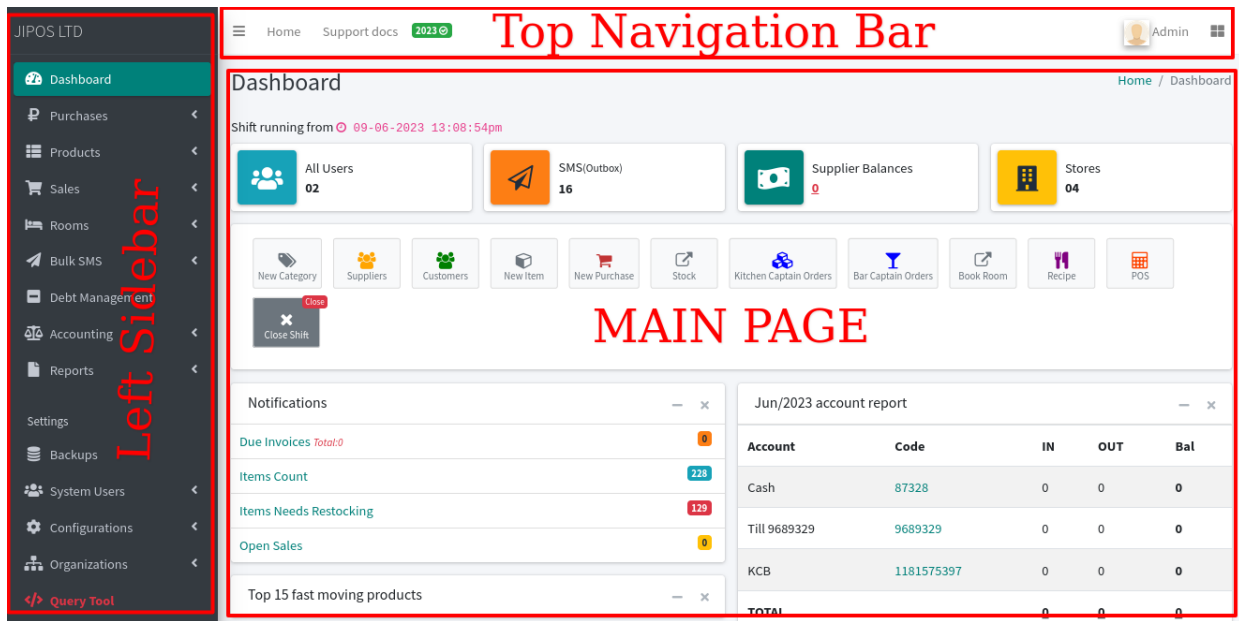 JIPOS LTD
Home Support docs 2023
Top Navigation Bar
Admin
Dashboard
Purchases
Products
Sales
Rooms
Bulk SMS
Debt Management
Accounting
Reports
Settings
Backups
System Users
Configurations
Organizations
</> Query Tool
Left Sidebar
Dashboard
Home / Dashboard
Shift running from 09-06-2023 13:08:54pm
All Users
02
SMS(Outbox)
16
Supplier Balances
0
Stores
04
New Category Suppliers Customers New Item New Purchase Stock Kitchen Captain Orders Bar Captain Orders Book Room Recipe POS
Close
Close Shift
MAIN PAGE
Notifications
Due Invoices Total:0 0
Items Count 228
Items Needs Restocking 129
Open Sales 0
Top 15 fast moving products
Jun/2023 account report
Account Code IN OUT Bal
Cash 87328 0 0 0
Till 9689329 9689329 0 0 0
KCB 1181575397 0 0 0
TOTAL 0 0 0